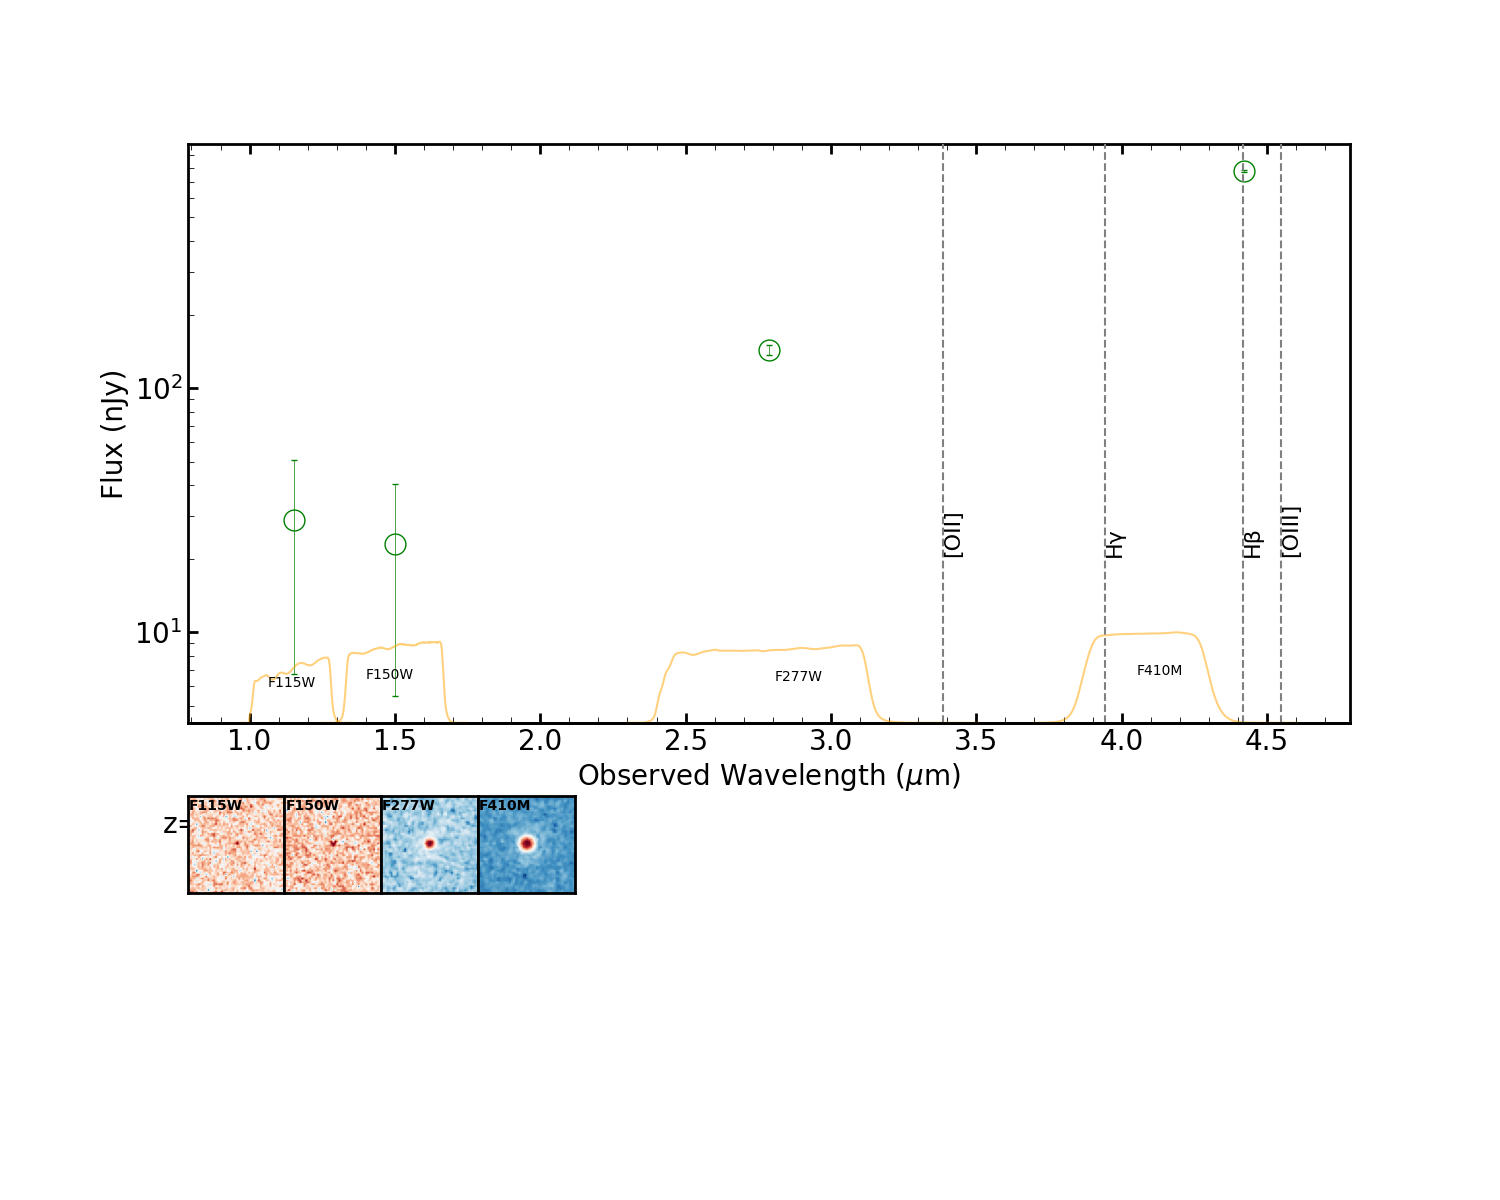 Flux (nJy)
10²
10¹
[OII]
Hγ
Hβ
[OIII]
F115W
F150W
F277W
F410M
1.0 1.5 2.0 2.5 3.0 3.5 4.0 4.5
Observed Wavelength (μm)
z=
F115W F150W F277W F410M